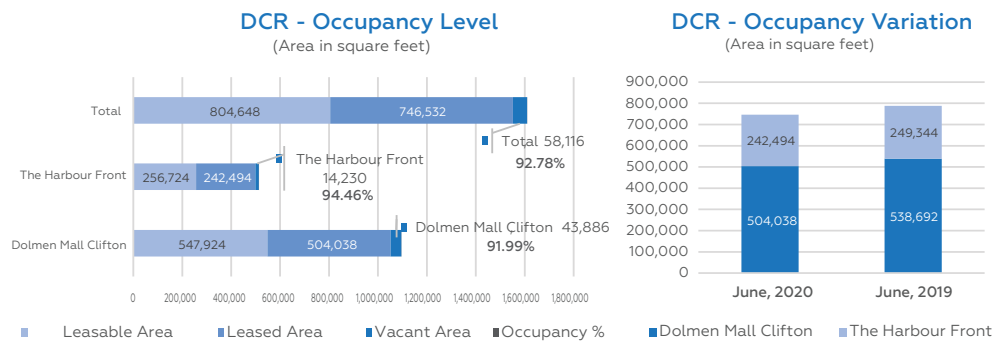 DCR - Occupancy Level
(Area in square feet)
Total
804,648
746,532
Total 58,116
92.78%
The Harbour Front
256,724
242,494
The Harbour Front
14,230
94.46%
Dolmen Mall Clifton
547,924
504,038
Dolmen Mall Clifton 43,886
91.99%
0 200,000 400,000 600,000 800,000 1,000,000 1,200,000 1,400,000 1,600,000 1,800,000
Leasable Area Leased Area Vacant Area Occupancy %
DCR - Occupancy Variation
(Area in square feet)
900,000
800,000
700,000
600,000
500,000
400,000
300,000
200,000
100,000
0
242,494
249,344
504,038
538,692
June, 2020 June, 2019
Dolmen Mall Clifton The Harbour Front